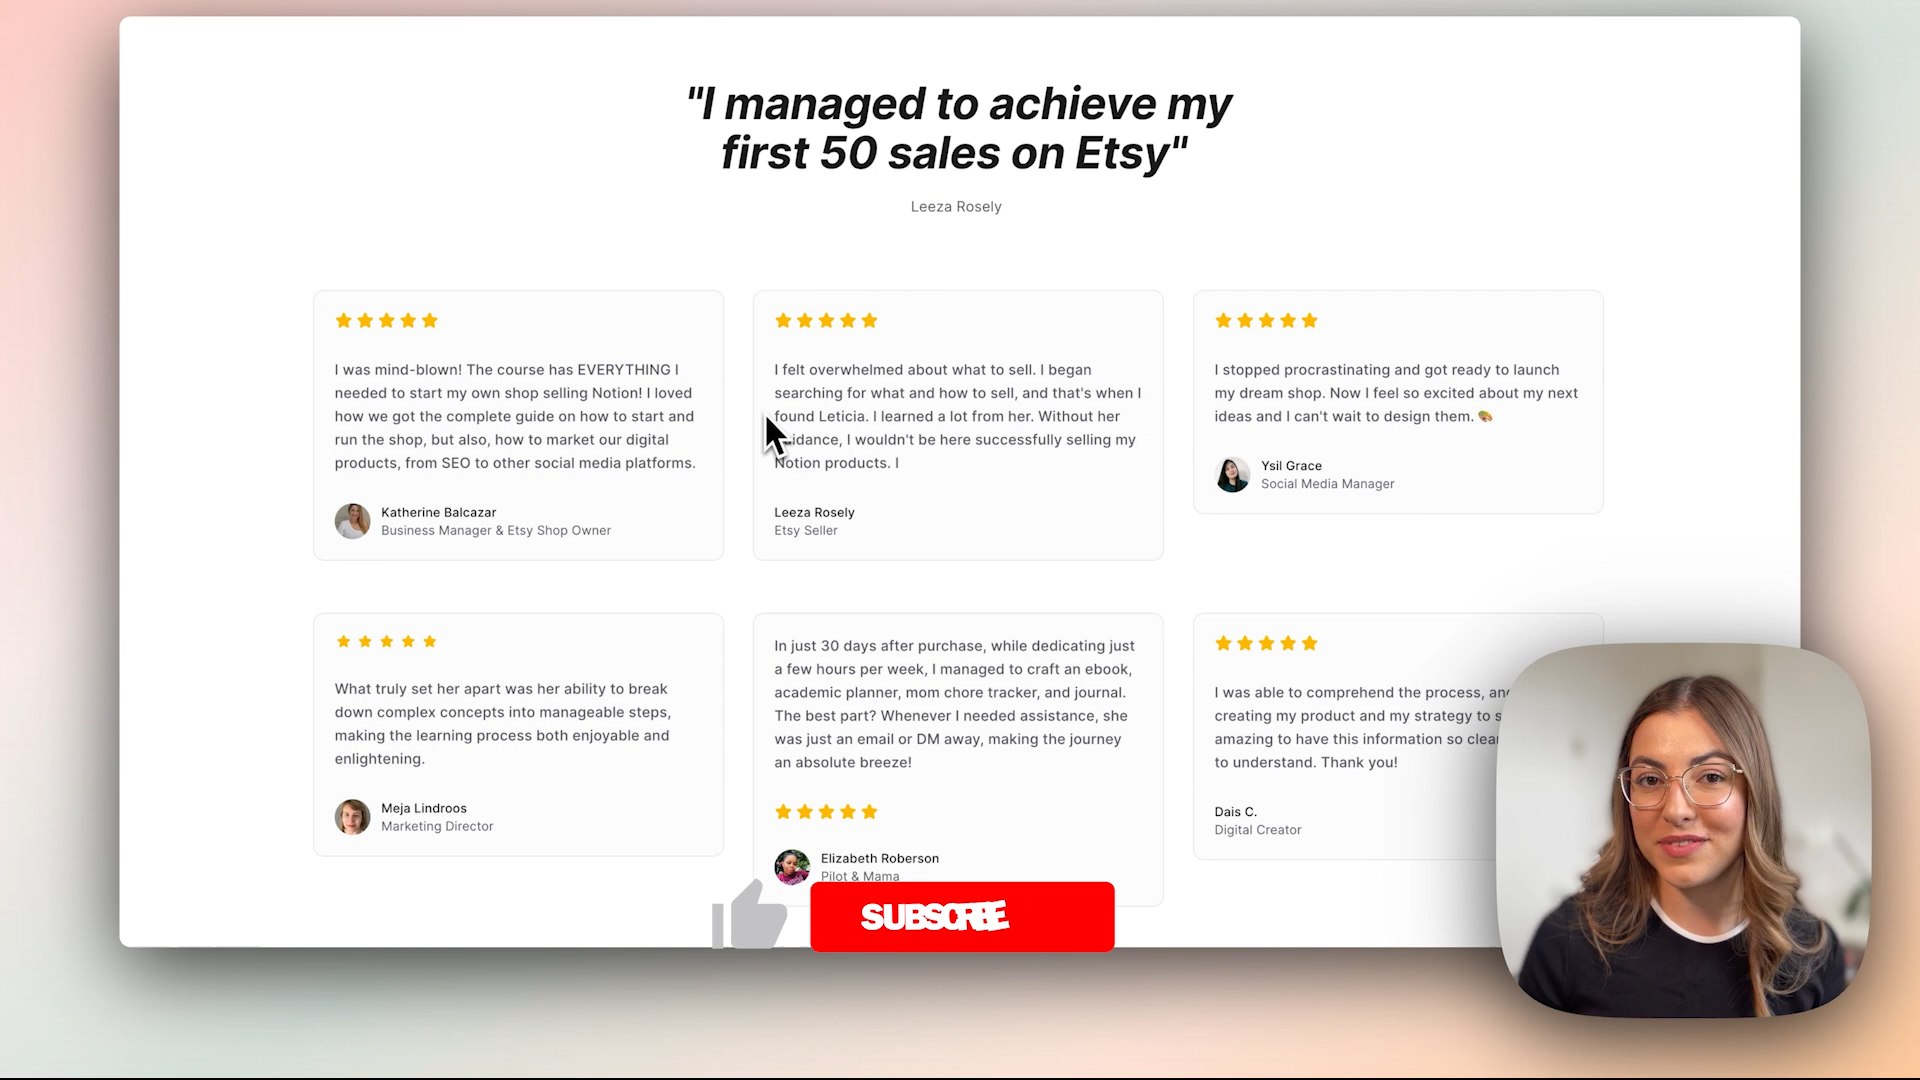 "I managed to achieve my
first 50 sales on Etsy"
Leeza Rosely
I was mind-blown! The course has EVERYTHING I
needed to start my own shop selling Notion! I loved
how we got the complete guide on how to start and
run the shop, but also, how to market our digital
products, from SEO to other social media platforms.
Katherine Balcazar
Business Manager & Etsy Shop Owner
I felt overwhelmed about what to sell. I began
searching for what and how to sell, and that's when I
found Leticia. I learned a lot from her. Without her
idance, I wouldn't be here successfully selling my
Notion products. I
Leeza Rosely
Etsy Seller
I stopped procrastinating and got ready to launch
my dream shop. Now I feel so excited about my next
ideas and I can't wait to design them. 🎨
Ysil Grace
Social Media Manager
What truly set her apart was her ability to break
down complex concepts into manageable steps,
making the learning process both enjoyable and
enlightening.
Meja Lindroos
Marketing Director
In just 30 days after purchase, while dedicating just
a few hours per week, I managed to craft an ebook,
academic planner, mom chore tracker, and journal.
The best part? Whenever I needed assistance, she
was just an email or DM away, making the journey
an absolute breeze!
Elizabeth Roberson
Pilot & Mama
I was able to comprehend the process, an
creating my product and my strategy to s
amazing to have this information so clea
to understand. Thank you!
Dais C.
Digital Creator
SUBSCRIBE